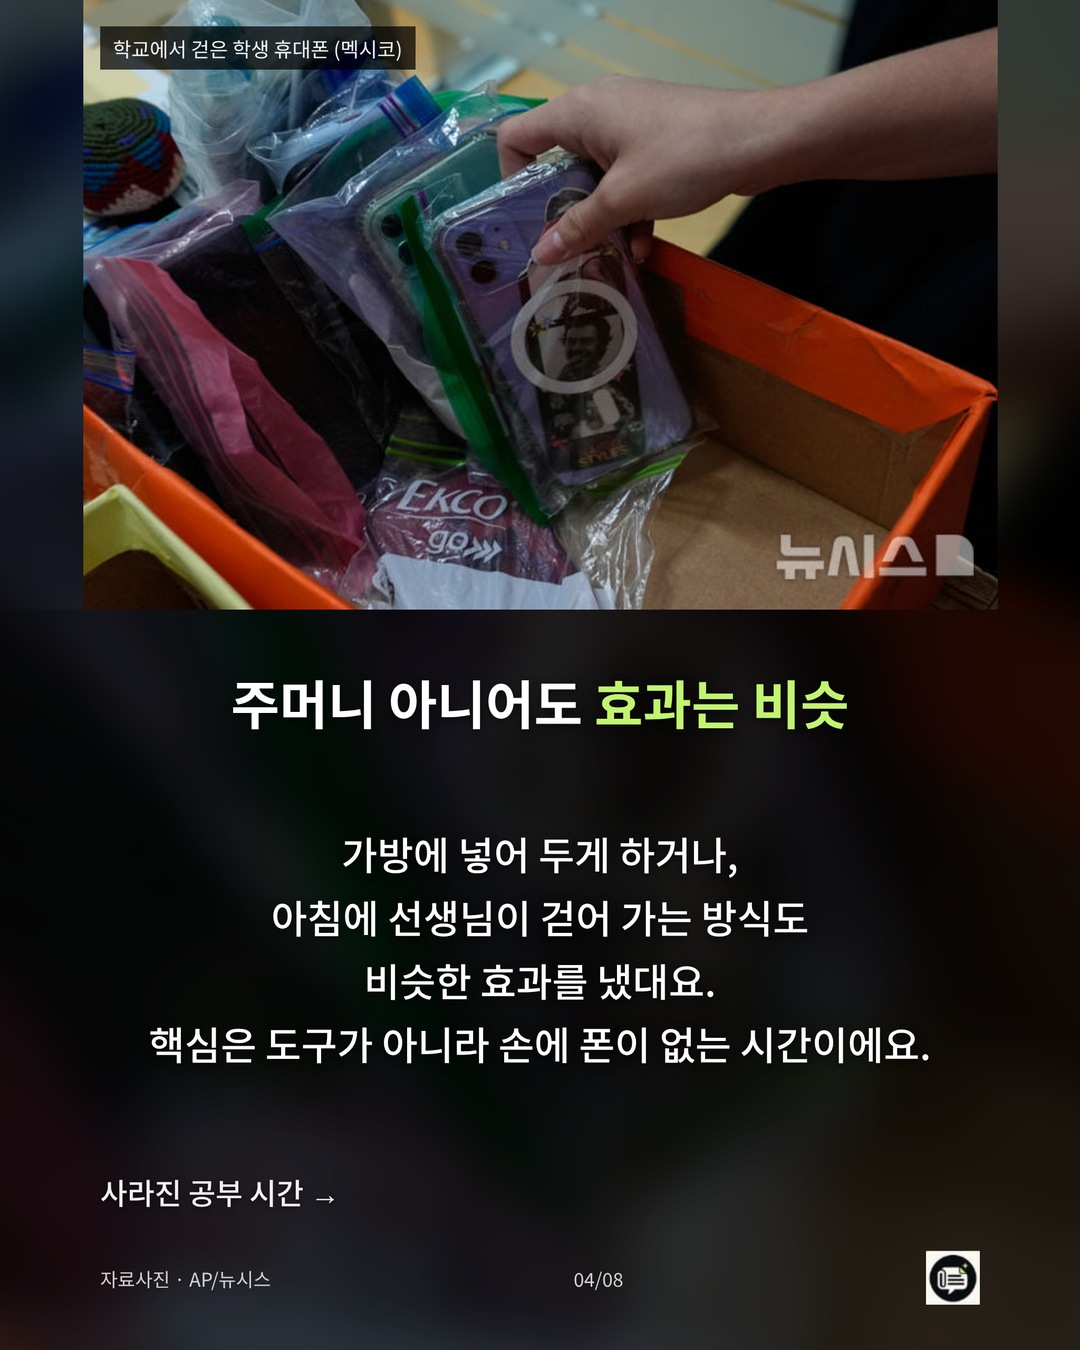 학교에서 걷은 학생 휴대폰 (멕시코)
STYLES
EKCO
go>>>
뉴시스
주머니 아니어도 효과는 비슷
가방에 넣어 두게 하거나,
아침에 선생님이 걷어 가는 방식도
비슷한 효과를 냈대요.
핵심은 도구가 아니라 손에 폰이 없는 시간이에요.
사라진 공부 시간 →
자료사진 · AP/뉴시스
04/08